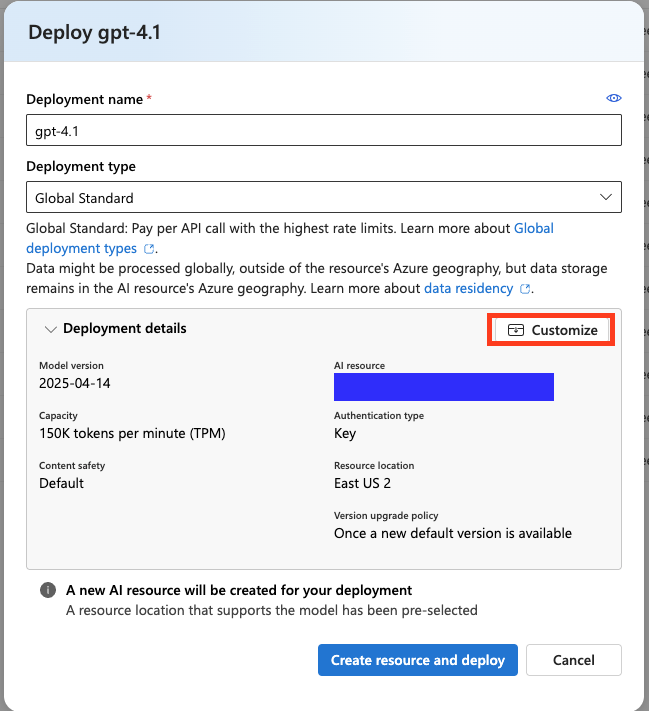 Deploy gpt-4.1
Deployment name *
gpt-4.1
Deployment type
Global Standard
Global Standard: Pay per API call with the highest rate limits. Learn more about Global
deployment types .
Data might be processed globally, outside of the resource's Azure geography, but data storage
remains in the AI resource's Azure geography. Learn more about data residency .
Deployment details
Customize
Model version
2025-04-14
AI resource
Capacity
150K tokens per minute (TPM)
Authentication type
Key
Content safety
Default
Resource location
East US 2
Version upgrade policy
Once a new default version is available
A new AI resource will be created for your deployment
A resource location that supports the model has been pre-selected
Create resource and deploy
Cancel